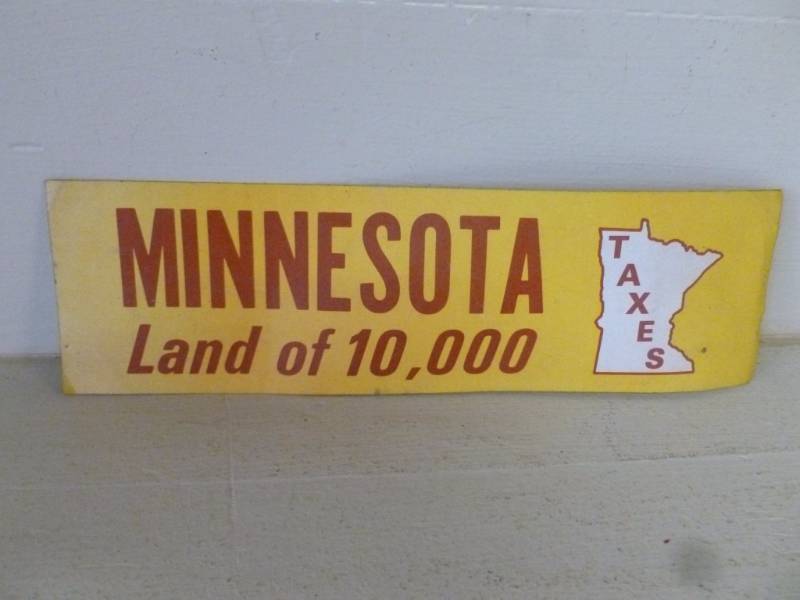 MINNESOTA
Land of 10,000
TAXES